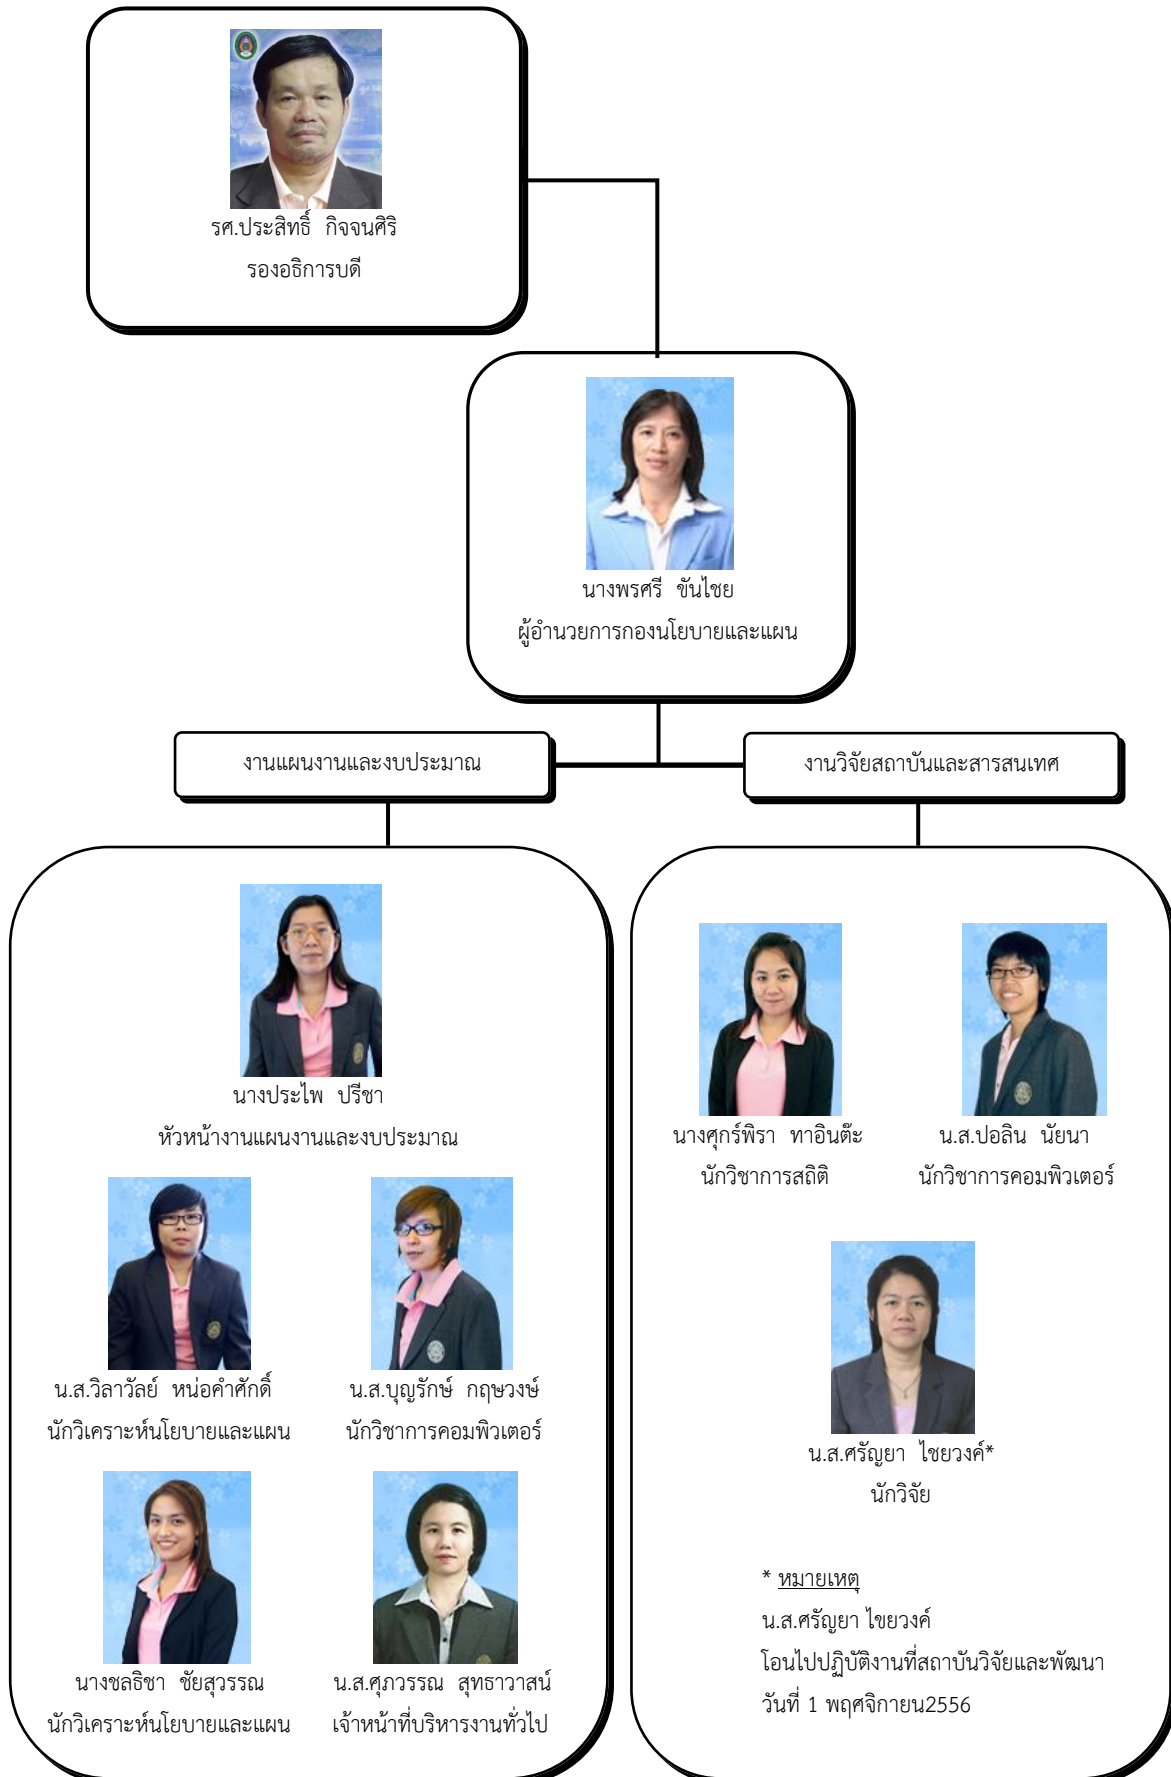 รศ.ประสิทธิ์ กิจจนศิริ
รองอธิการบดี
นางพรศรี ขันไชย
ผู้อำนวยการกองนโยบายและแผน
งานแผนงานและงบประมาณ
งานวิจัยสถาบันและสารสนเทศ
นางประไพ ปรีชา
หัวหน้างานแผนงานและงบประมาณ
น.ส.วิลาวัลย์ หน่อคำศักดิ์
นักวิเคราะห์นโยบายและแผน
น.ส.บุญรักษ์ กฤษวงษ์
นักวิชาการคอมพิวเตอร์
นางชลธิชา ชัยสุวรรณ
นักวิเคราะห์นโยบายและแผน
น.ส.ศุภวรรณ สุทธาวาสน์
เจ้าหน้าที่บริหารงานทั่วไป
นางศุกร์พิรา ทาอินต๊ะ
นักวิชาการสถิติ
น.ส.ปอลิน นัยนา
นักวิชาการคอมพิวเตอร์
น.ส.ศรัญยา ไชยวงค์*
นักวิจัย
* หมายเหตุ
น.ส.ศรัญยา ไขยวงค์
โอนไปปฏิบัติงานที่สถาบันวิจัยและพัฒนา
วันที่ 1 พฤศจิกายน2556